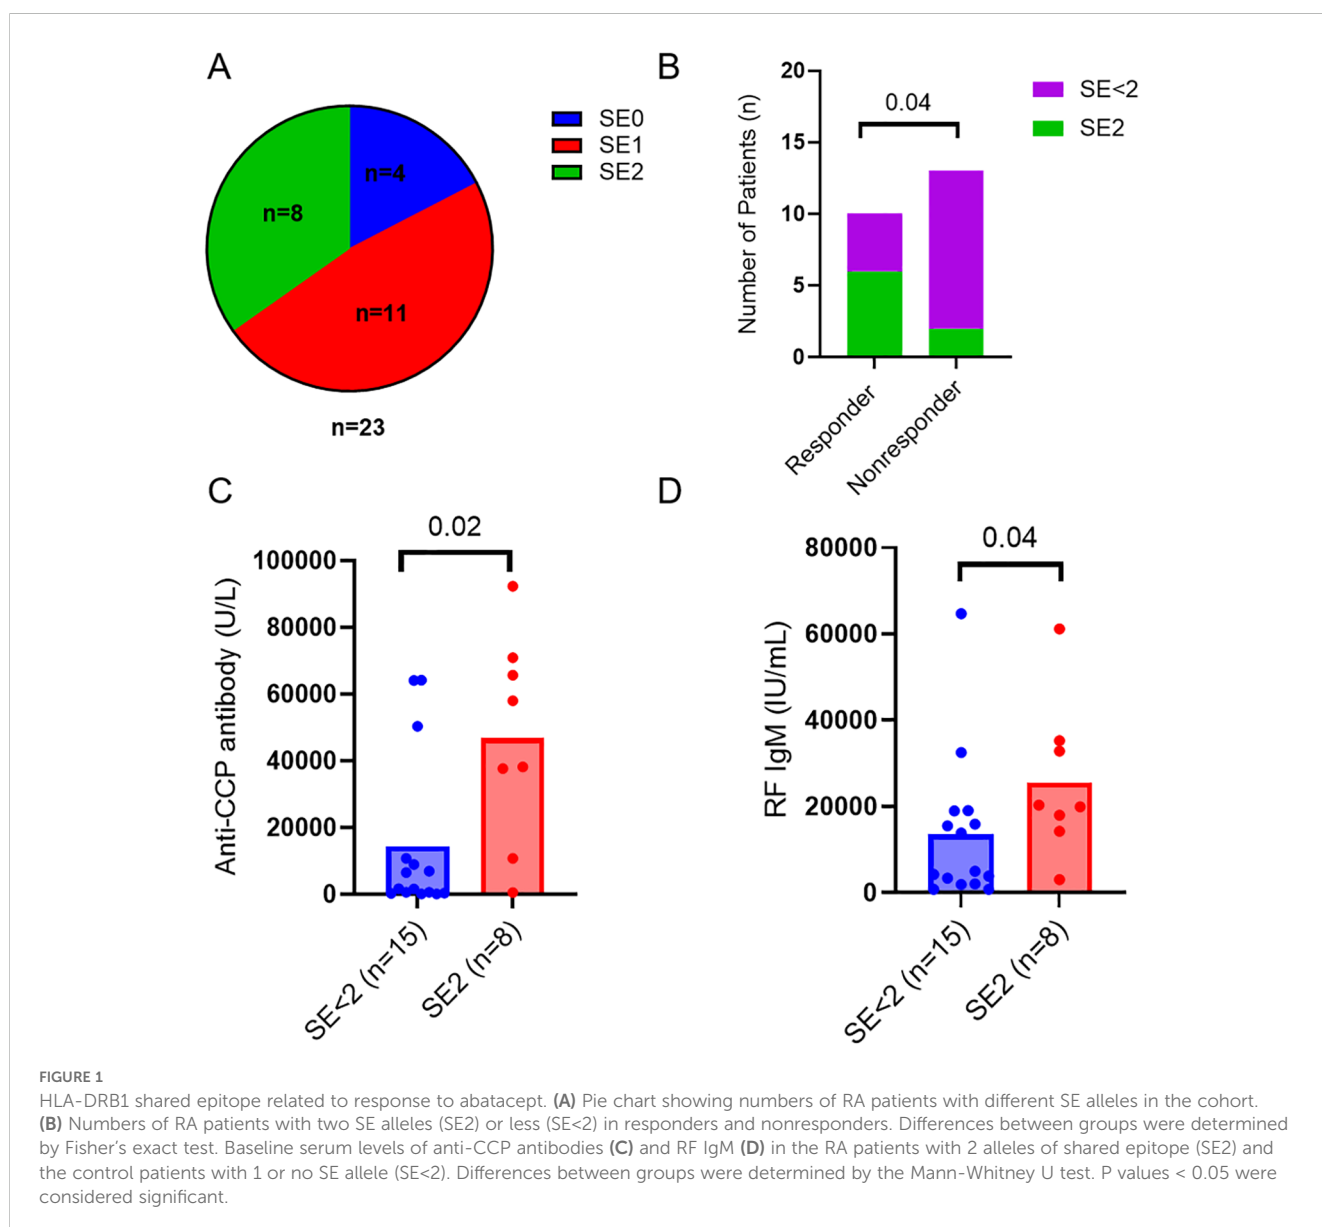 A
SE0
SE1
SE2
n=4
n=8
n=11
n=23
B
Number of Patients (n)
20
15
10
5
0
0.04
SE<2
SE2
Responder
Nonresponder
C
Anti-CCP antibody (U/L)
100000
80000
60000
40000
20000
0
0.02
SE<2 (n=15)
SE2 (n=8)
D
RF IgM (IU/mL)
80000
60000
40000
20000
0
0.04
SE<2 (n=15)
SE2 (n=8)
FIGURE 1
HLA-DRB1 shared epitope related to response to abatacept. (A) Pie chart showing numbers of RA patients with different SE alleles in the cohort.
(B) Numbers of RA patients with two SE alleles (SE2) or less (SE<2) in responders and nonresponders. Differences between groups were determined
by Fisher's exact test. Baseline serum levels of anti-CCP antibodies (C) and RF IgM (D) in the RA patients with 2 alleles of shared epitope (SE2) and
the control patients with 1 or no SE allele (SE<2). Differences between groups were determined by the Mann-Whitney U test. P values < 0.05 were
considered significant.